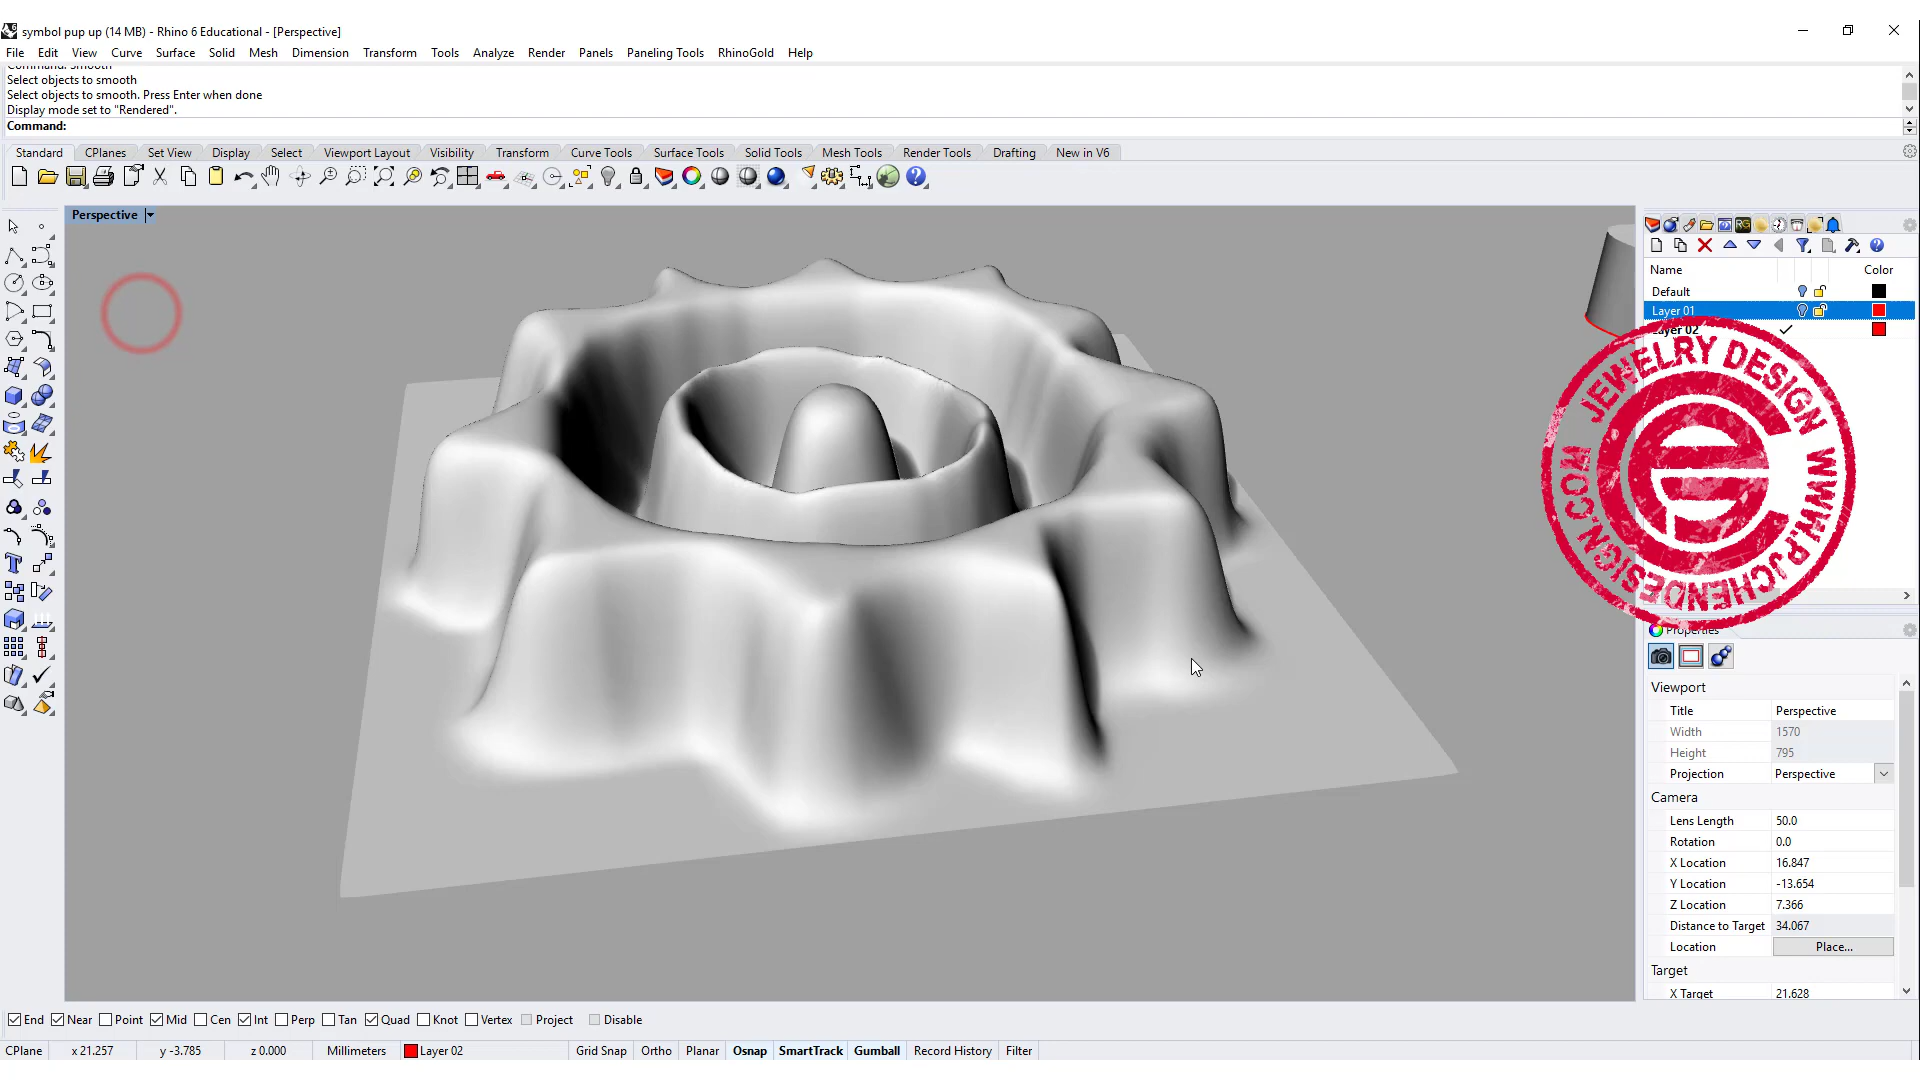 symbol pup up (14 MB) - Rhino 6 Educational - [Perspective]
File Edit View Curve Surface Solid Mesh Dimension Transform Tools Analyze Render Panels Paneling Tools RhinoGold Help
Command: Smooth
Select objects to smooth
Select objects to smooth. Press Enter when done
Display mode set to "Rendered".
Command:
Standard CPlanes Set View Display Select Viewport Layout Visibility Transform Curve Tools Surface Tools Solid Tools Mesh Tools Render Tools Drafting New in V6
Perspective
Name Color
Default
Layer 01
Layer 02
JEWELRY DESIGN WWW.PJCHENDESIGN.COM
Properties
Viewport
Title Perspective
Width 1570
Height 795
Projection Perspective
Camera
Lens Length 50.0
Rotation 0.0
X Location 16.847
Y Location -13.654
Z Location 7.366
Distance to Target 34.067
Location Place...
Target
X Target 21.628
End Near Point Mid Cen Int Perp Tan Quad Knot Vertex Project Disable
CPlane x 21.257 y -3.785 z 0.000 Millimeters Layer 02 Grid Snap Ortho Planar Osnap SmartTrack Gumball Record History Filter